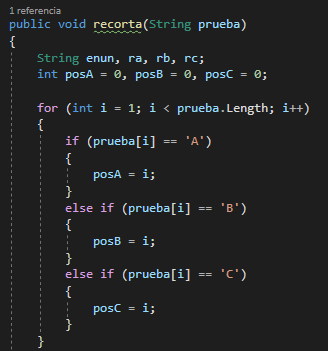 1 referencia
public void recorta(String prueba)
{
String enun, ra, rb, rc;
int posA = 0, posB = 0, posC = 0;
for (int i = 1; i < prueba.Length; i++)
{
if (prueba[i] == 'A')
{
posA = i;
}
else if (prueba[i] == 'B')
{
posB = i;
}
else if (prueba[i] == 'C')
{
posC = i;
}
}